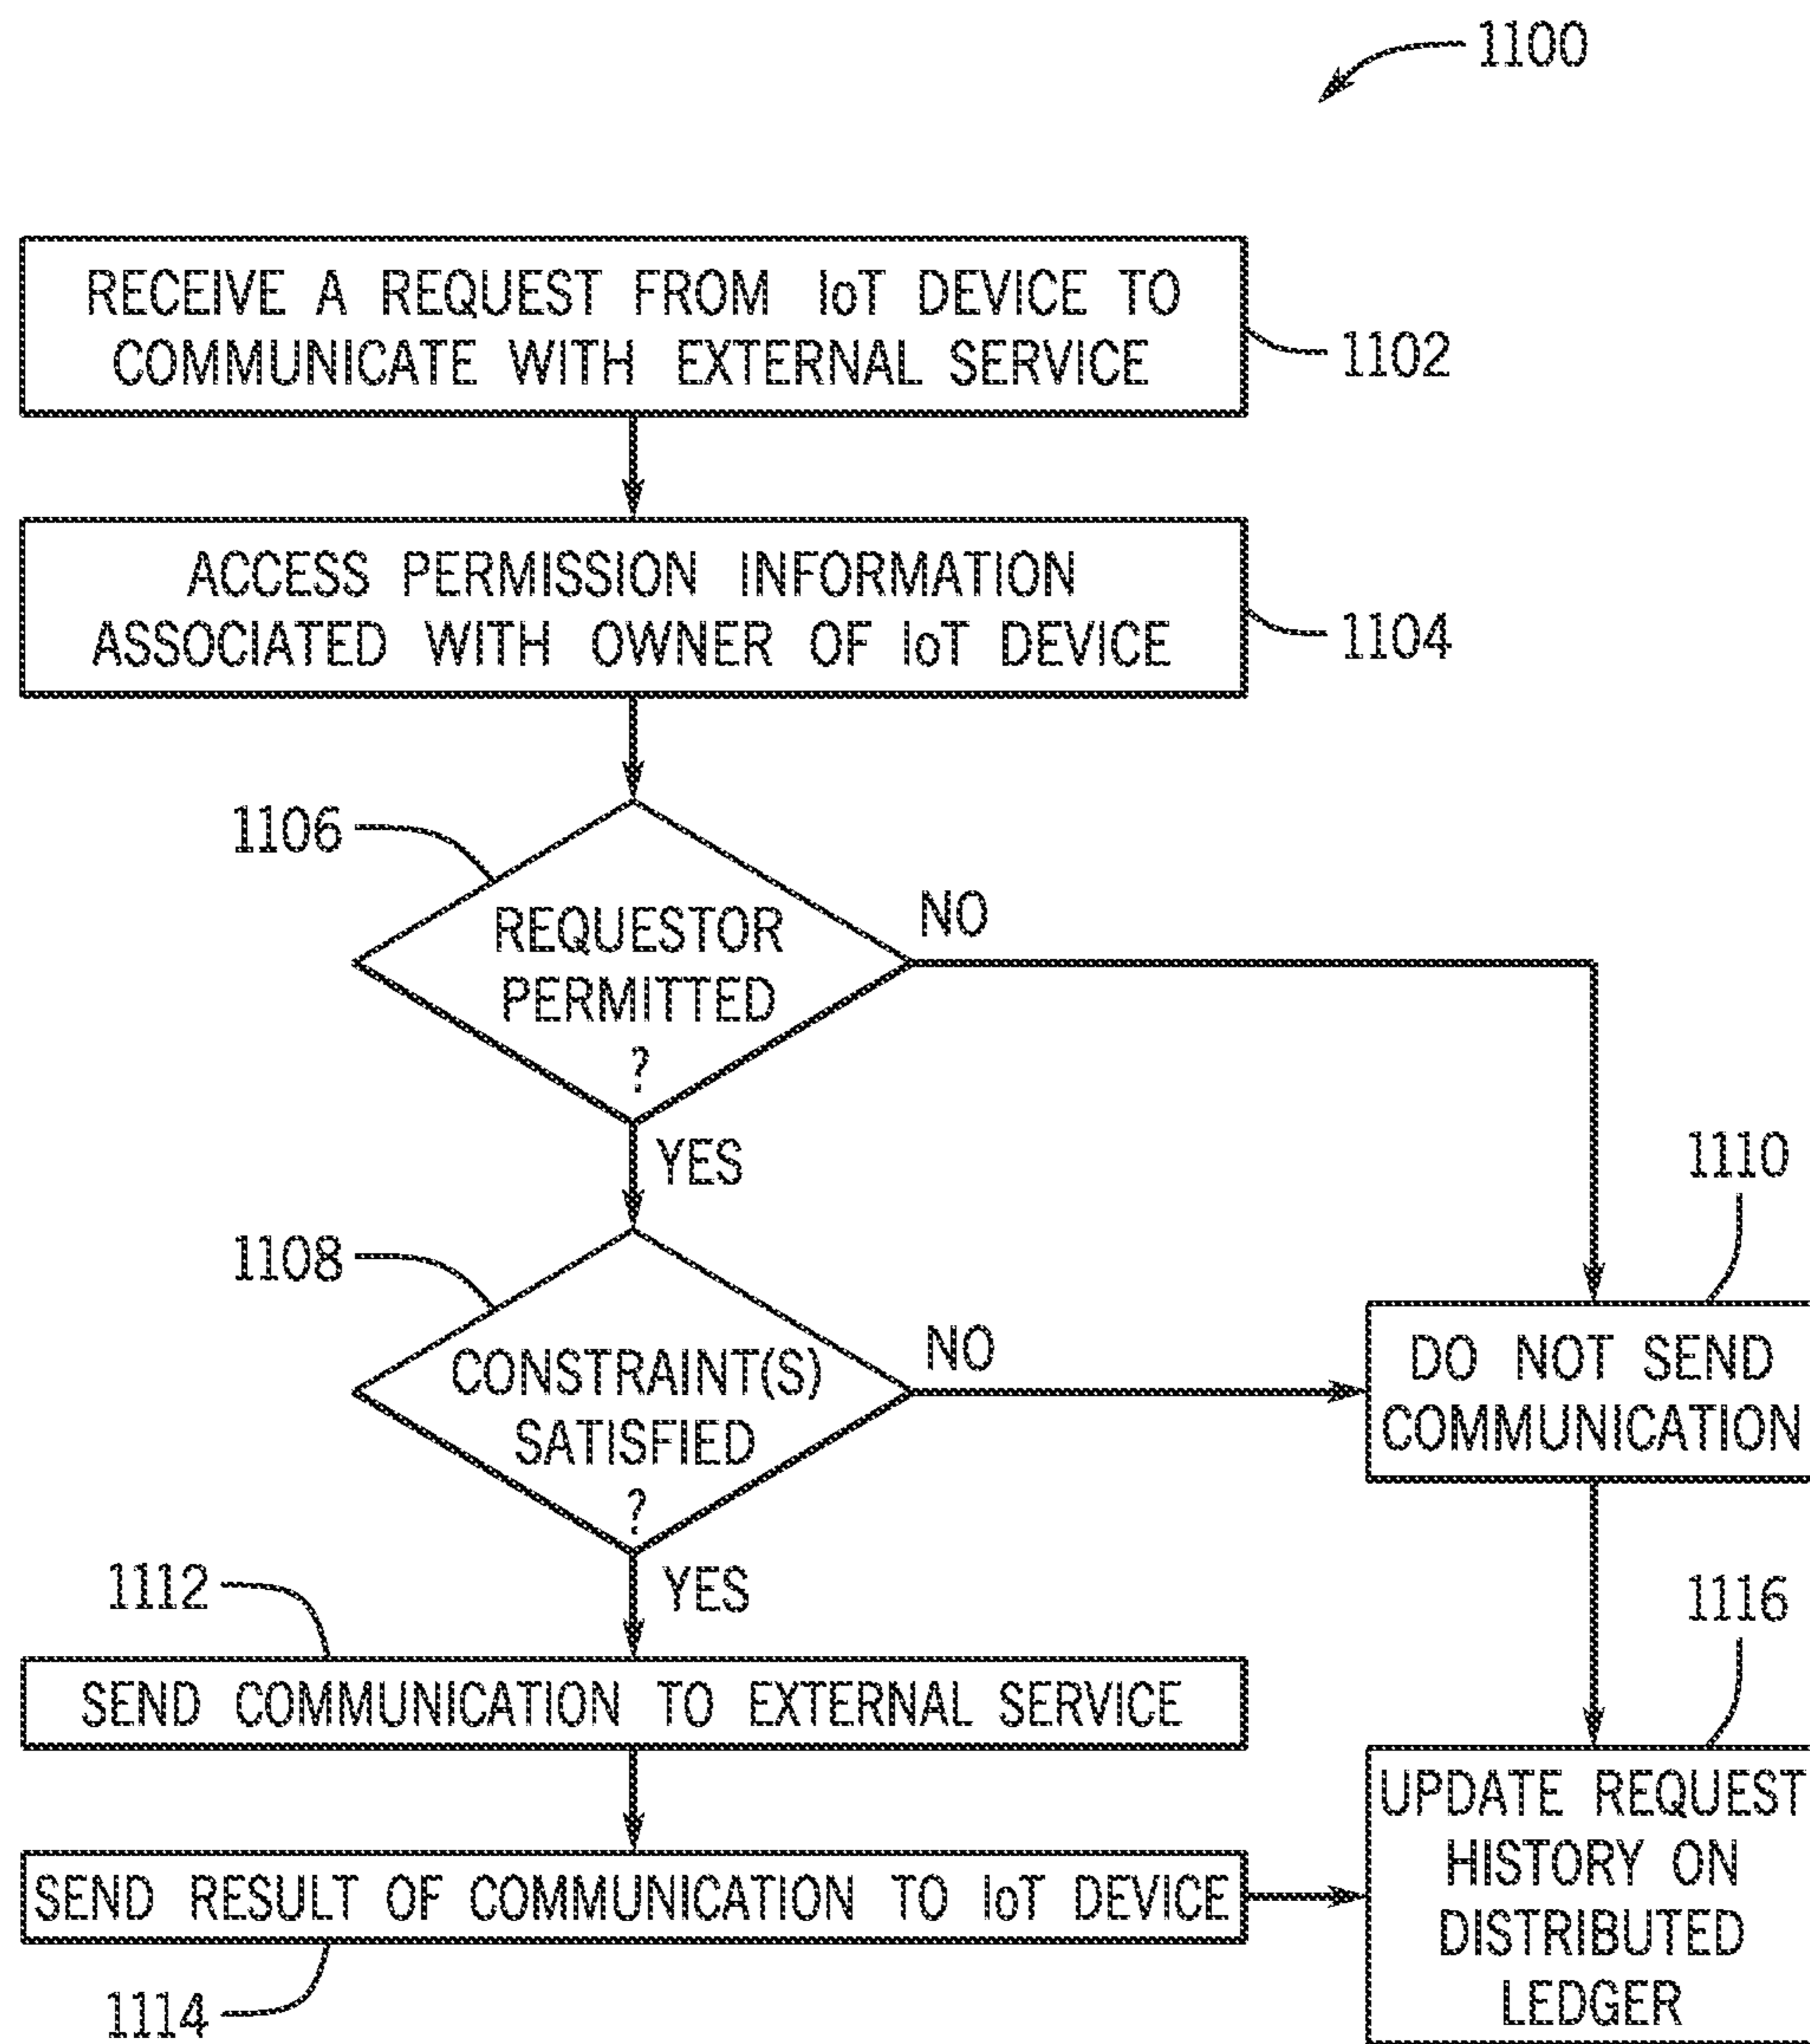 1100
RECEIVE A REQUEST FROM IoT DEVICE TO
COMMUNICATE WITH EXTERNAL SERVICE
1102
ACCESS PERMISSION INFORMATION
ASSOCIATED WITH OWNER OF IoT DEVICE
1104
1106
REQUESTOR
PERMITTED
?
NO
YES
1108
CONSTRAINT(S)
SATISFIED
?
NO
1110
DO NOT SEND
COMMUNICATION
YES
1112
SEND COMMUNICATION TO EXTERNAL SERVICE
SEND RESULT OF COMMUNICATION TO IoT DEVICE
1114
1116
UPDATE REQUEST
HISTORY ON
DISTRIBUTED
LEDGER